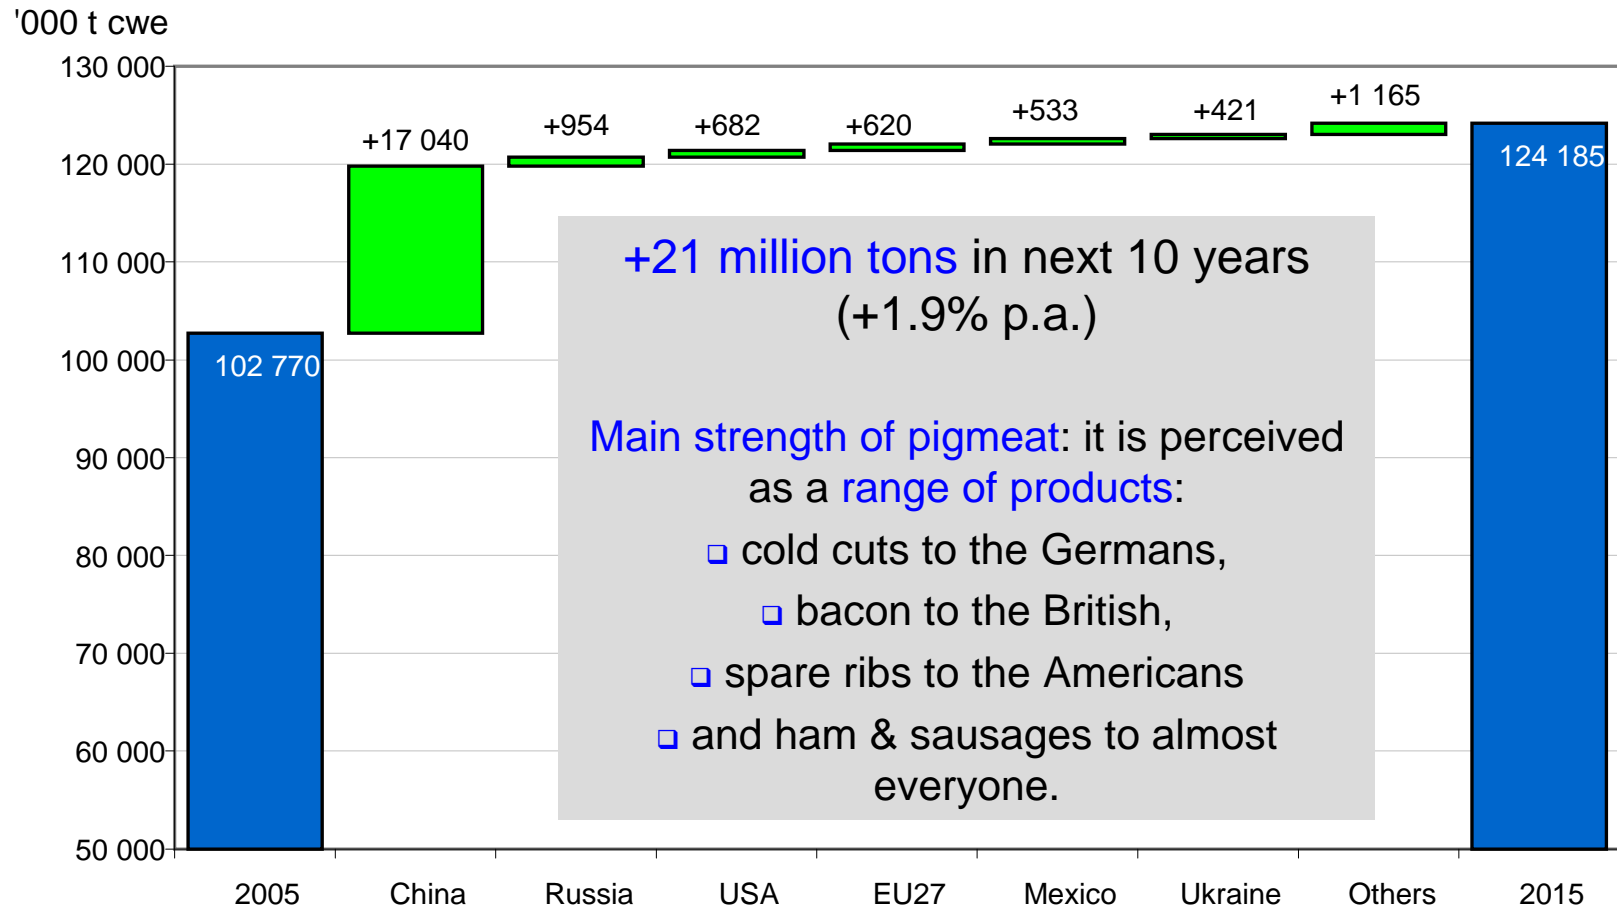 '000 t cwe
130 000
120 000
110 000
100 000
90 000
80 000
70 000
60 000
50 000
+17 040
+954
+682
+620
+533
+421
+1 165
102 770
124 185
+21 million tons in next 10 years
(+1.9% p.a.)
Main strength of pigmeat: it is perceived
as a range of products:
❑ cold cuts to the Germans,
❑ bacon to the British,
❑ spare ribs to the Americans
❑ and ham & sausages to almost
everyone.
2005 China Russia USA EU27 Mexico Ukraine Others 2015